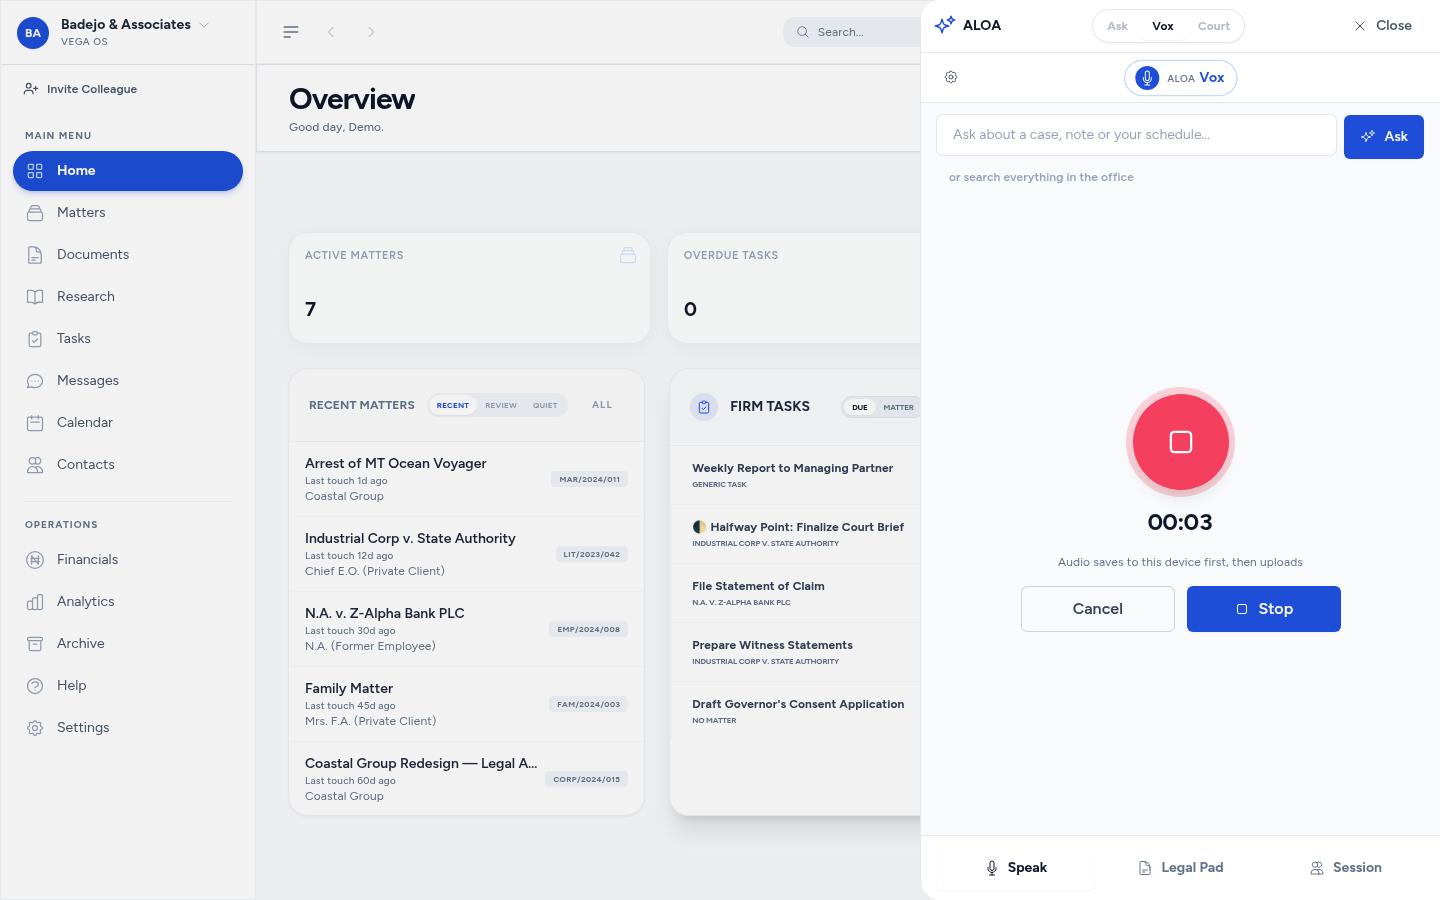 BA
Badejo & Associates
VEGA OS
Invite Colleague
MAIN MENU
Home
Matters
Documents
Research
Tasks
Messages
Calendar
Contacts
OPERATIONS
Financials
Analytics
Archive
Help
Settings
Search...
Overview
Good day, Demo.
ACTIVE MATTERS
7
OVERDUE TASKS
0
RECENT MATTERS
RECENT REVIEW QUIET
ALL
Arrest of MT Ocean Voyager
Last touch 1d ago
Coastal Group
MAR/2024/011
Industrial Corp v. State Authority
Last touch 12d ago
Chief E.O. (Private Client)
LIT/2023/042
N.A. v. Z-Alpha Bank PLC
Last touch 30d ago
N.A. (Former Employee)
EMP/2024/008
Family Matter
Last touch 45d ago
Mrs. F.A. (Private Client)
FAM/2024/003
Coastal Group Redesign — Legal A...
Last touch 60d ago
Coastal Group
CORP/2024/015
FIRM TASKS
DUE MATTER
Weekly Report to Managing Partner
GENERIC TASK
🌓 Halfway Point: Finalize Court Brief
INDUSTRIAL CORP V. STATE AUTHORITY
File Statement of Claim
N.A. V. Z-ALPHA BANK PLC
Prepare Witness Statements
INDUSTRIAL CORP V. STATE AUTHORITY
Draft Governor's Consent Application
NO MATTER
ALOA
Ask Vox Court
Close
ALOA Vox
Ask about a case, note or your schedule...
Ask
or search everything in the office
00:03
Audio saves to this device first, then uploads
Cancel
Stop
Speak
Legal Pad
Session